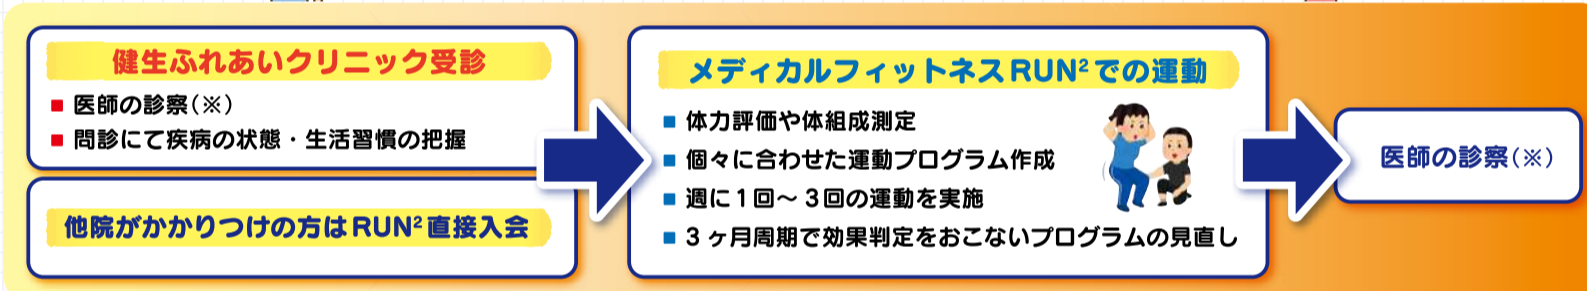 健生ふれあいクリニック受診
■ 医師の診察(※)
■ 問診にて疾病の状態・生活習慣の把握
他院がかかりつけの方はRUN²直接入会
メディカルフィットネスRUN²での運動
■ 体力評価や体組成測定
■ 個々に合わせた運動プログラム作成
■ 週に1回～3回の運動を実施
■ 3ヶ月周期で効果判定をおこないプログラムの見直し
医師の診察(※)